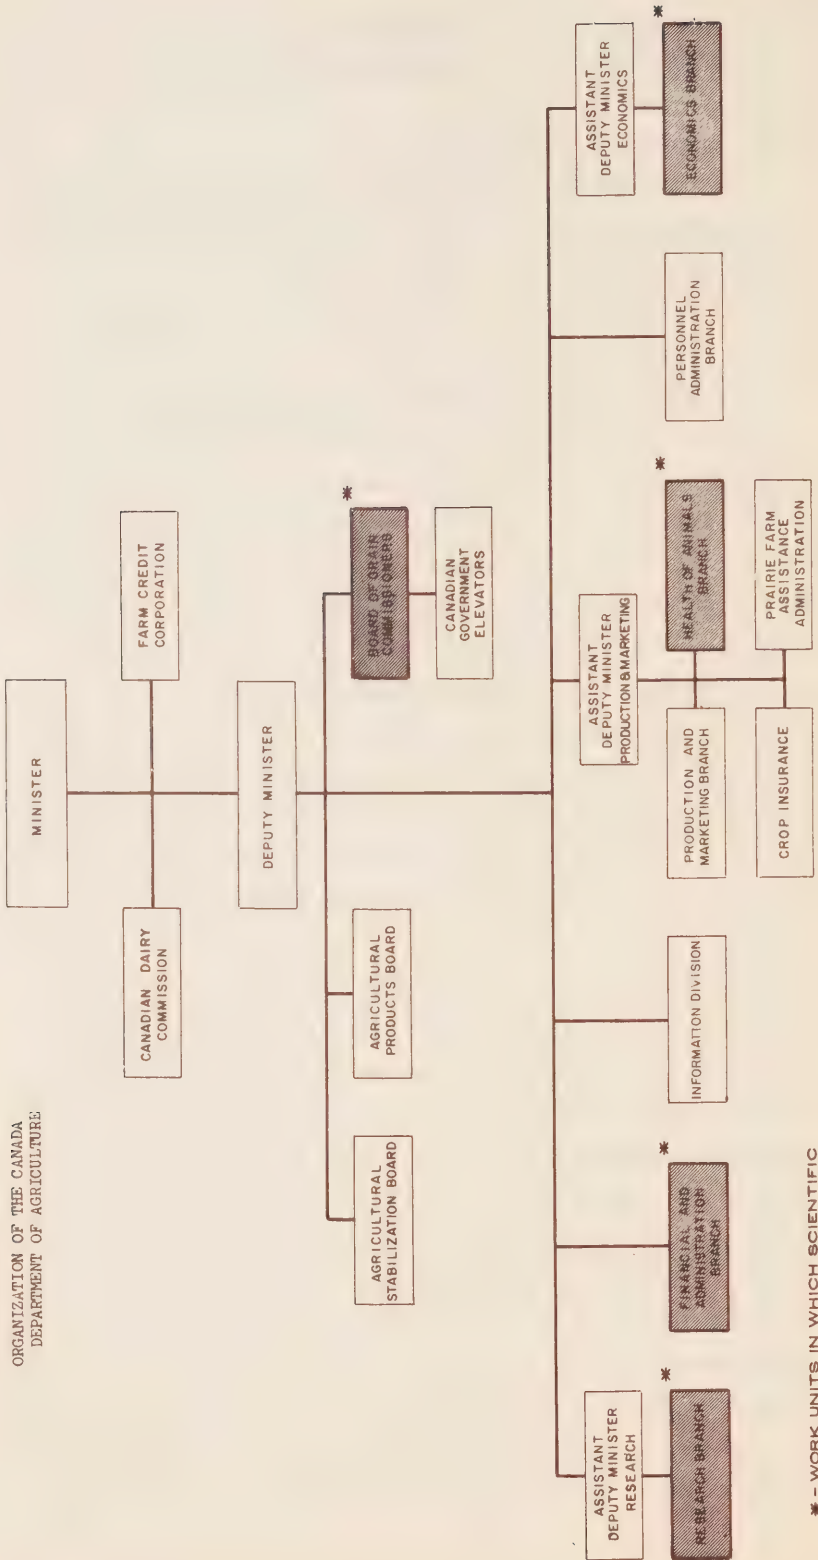 ORGANIZATION OF THE CANADA
DEPARTMENT OF AGRICULTURE
MINISTER
CANADIAN DAIRY
COMMISSION
FARM CREDIT
CORPORATION
DEPUTY MINISTER
AGRICULTURAL
STABILIZATION BOARD
AGRICULTURAL
PRODUCTS BOARD
*
BOARD OF GRAIN
COMMISSIONERS
CANADIAN
GOVERNMENT
ELEVATORS
ASSISTANT
DEPUTY MINISTER
RESEARCH
*
RESEARCH BRANCH
*
FINANCIAL AND
ADMINISTRATION
BRANCH
INFORMATION DIVISION
ASSISTANT
DEPUTY MINISTER
PRODUCTION & MARKETING
PRODUCTION AND
MARKETING BRANCH
*
HEALTH OF ANIMALS
BRANCH
CROP INSURANCE
PRAIRIE FARM
ASSISTANCE
ADMINISTRATION
PERSONNEL
ADMINISTRATION
BRANCH
ASSISTANT
DEPUTY MINISTER
ECONOMICS
*
ECONOMICS BRANCH
* - WORK UNITS IN WHICH SCIENTIFIC